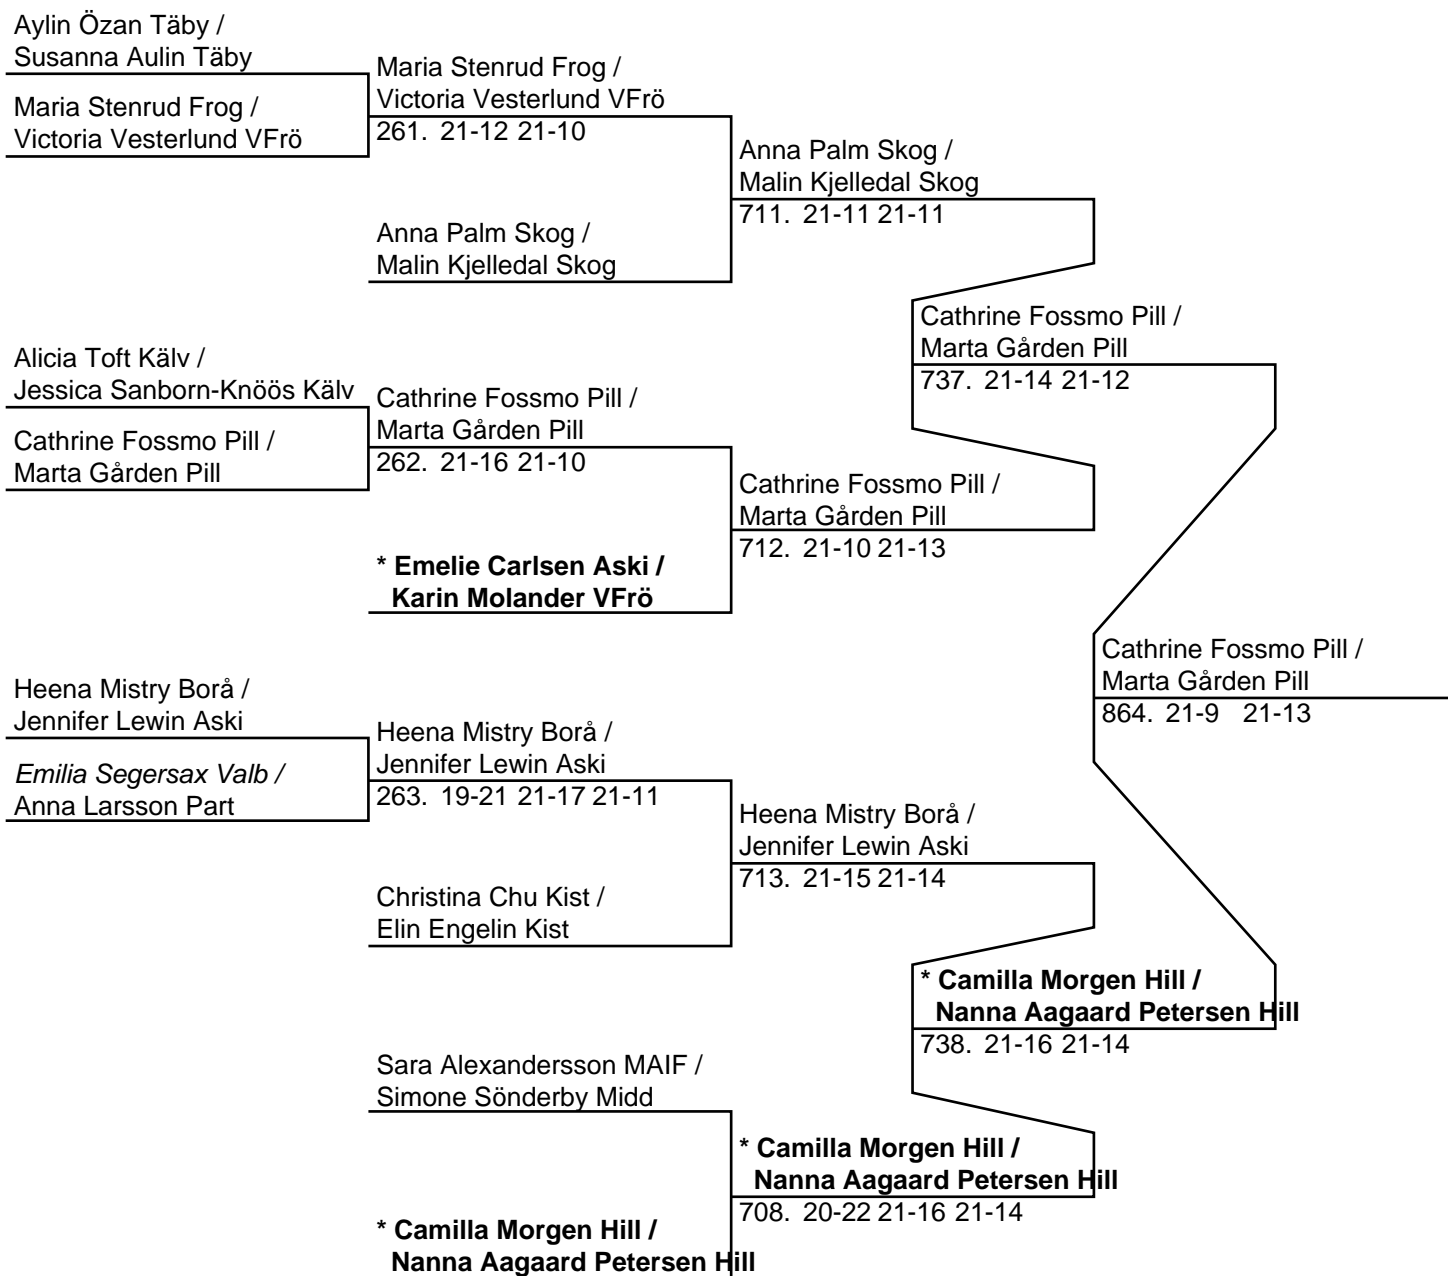 Aylin Özan Täby /
Susanna Aulin Täby
Maria Stenrud Frog /
Victoria Vesterlund VFrö
Maria Stenrud Frog /
Victoria Vesterlund VFrö
261. 21-12 21-10
Anna Palm Skog /
Malin Kjelledal Skog
Anna Palm Skog /
Malin Kjelledal Skog
711. 21-11 21-11
Alicia Toft Kälv /
Jessica Sanborn-Knöös Kälv
Cathrine Fossmo Pill /
Marta Gården Pill
Cathrine Fossmo Pill /
Marta Gården Pill
262. 21-16 21-10
* Emelie Carlsen Aski /
Karin Molander VFrö
Cathrine Fossmo Pill /
Marta Gården Pill
712. 21-10 21-13
Cathrine Fossmo Pill /
Marta Gården Pill
737. 21-14 21-12
Heena Mistry Borå /
Jennifer Lewin Aski
Emilia Segersax Valb /
Anna Larsson Part
Heena Mistry Borå /
Jennifer Lewin Aski
263. 19-21 21-17 21-11
Christina Chu Kist /
Elin Engelin Kist
Heena Mistry Borå /
Jennifer Lewin Aski
713. 21-15 21-14
Sara Alexandersson MAIF /
Simone Sönderby Midd
* Camilla Morgen Hill /
Nanna Aagaard Petersen Hill
* Camilla Morgen Hill /
Nanna Aagaard Petersen Hill
708. 20-22 21-16 21-14
* Camilla Morgen Hill /
Nanna Aagaard Petersen Hill
738. 21-16 21-14
Cathrine Fossmo Pill /
Marta Gården Pill
864. 21-9 21-13